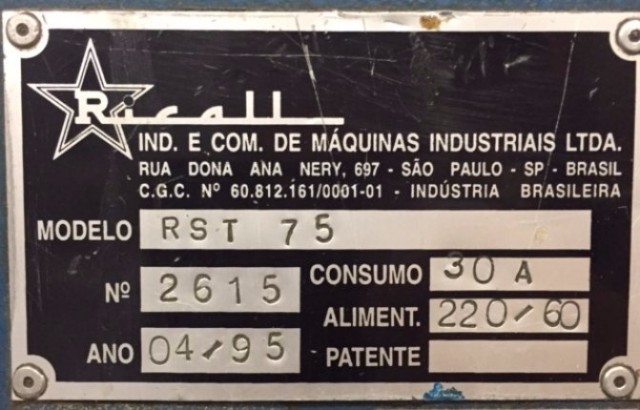 Ricall
IND. E COM. DE MÁQUINAS INDUSTRIAIS LTDA.
RUA DONA ANA NERY, 697 - SÃO PAULO - SP - BRASIL
C.G.C. Nº 60.812.161/0001-01 - INDÚSTRIA BRASILEIRA
MODELO RST 75
Nº 2615 CONSUMO 30 A
ALIMENT. 220/60
ANO 04/95 PATENTE